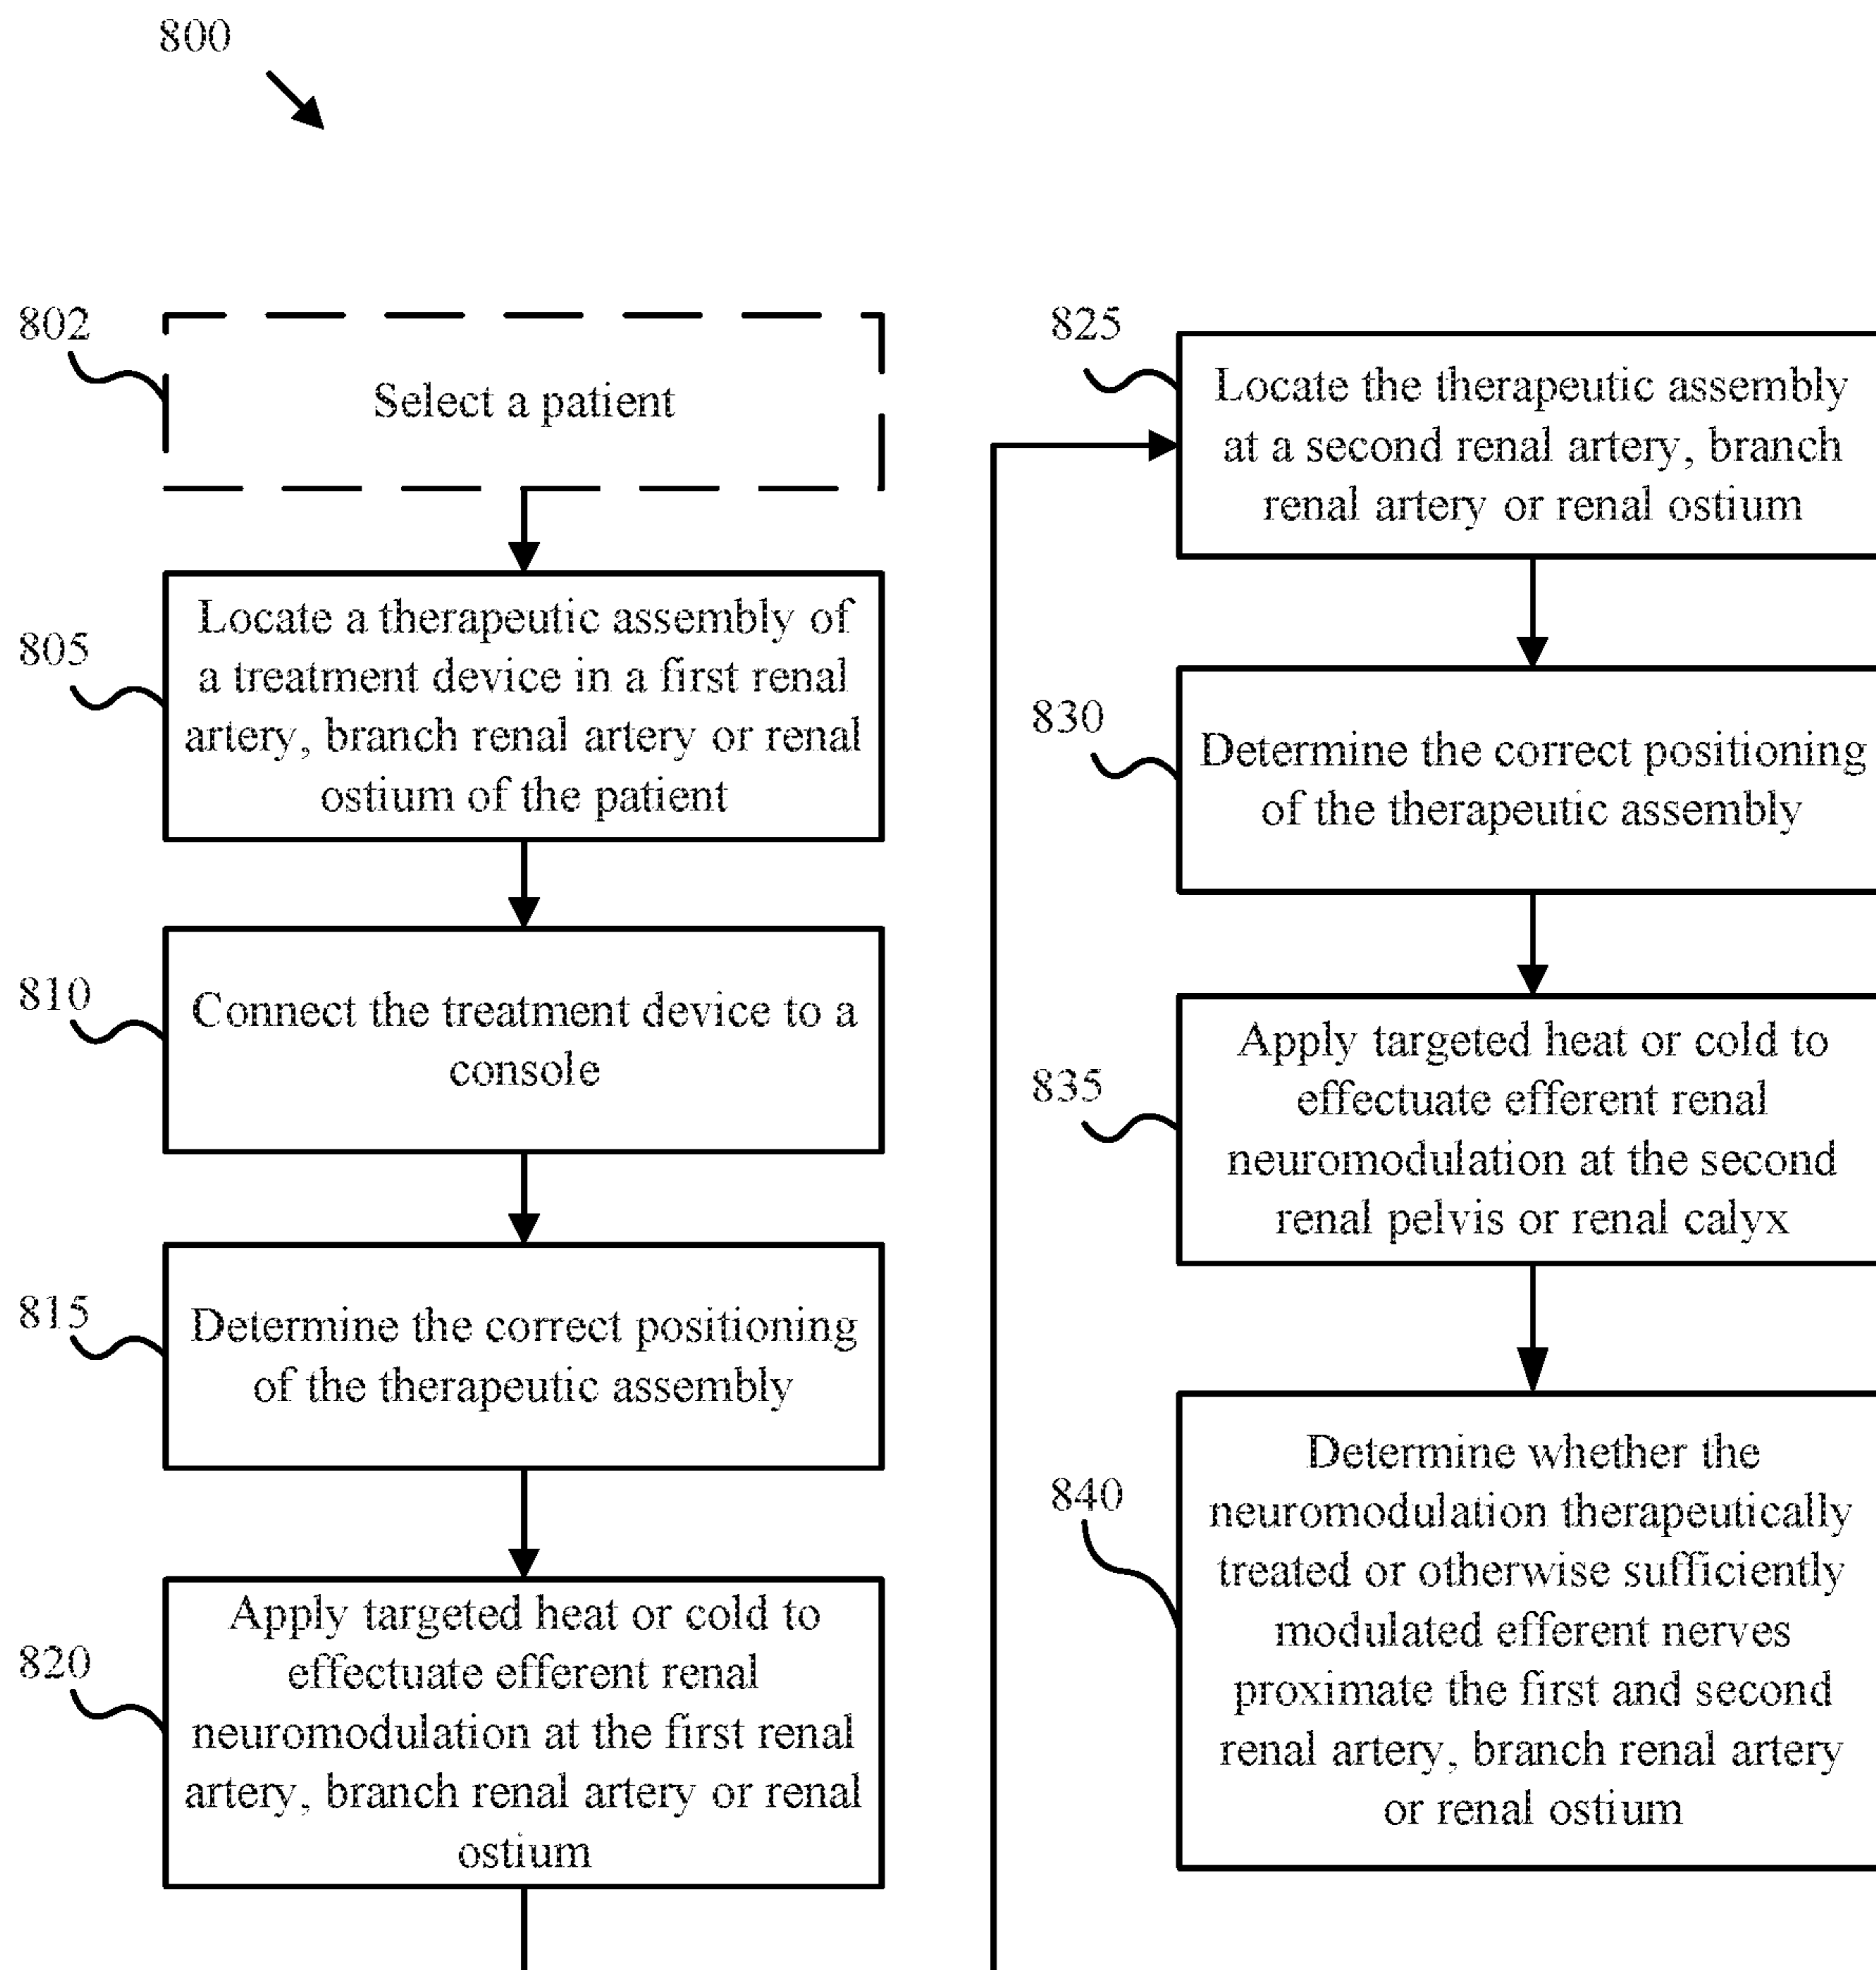 800
802
Select a patient
805
Locate a therapeutic assembly of
a treatment device in a first renal
artery, branch renal artery or renal
ostium of the patient
810
Connect the treatment device to a
console
815
Determine the correct positioning
of the therapeutic assembly
820
Apply targeted heat or cold to
effectuate efferent renal
neuromodulation at the first renal
artery, branch renal artery or renal
ostium
825
Locate the therapeutic assembly
at a second renal artery, branch
renal artery or renal ostium
830
Determine the correct positioning
of the therapeutic assembly
835
Apply targeted heat or cold to
effectuate efferent renal
neuromodulation at the second
renal pelvis or renal calyx
840
Determine whether the
neuromodulation therapeutically
treated or otherwise sufficiently
modulated efferent nerves
proximate the first and second
renal artery, branch renal artery
or renal ostium